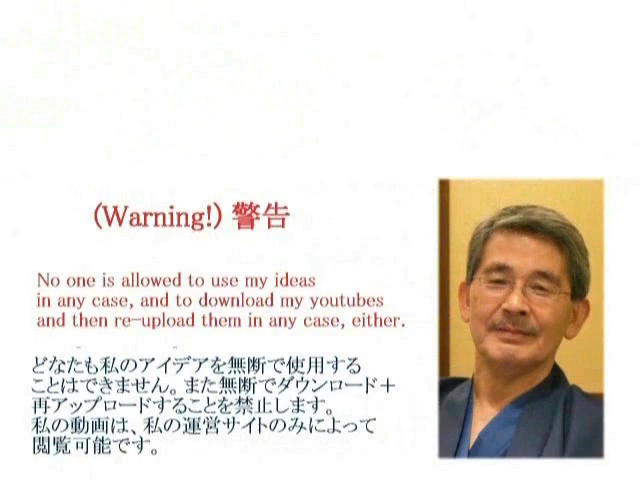 (Warning!) 警告
No one is allowed to use my ideas
in any case, and to download my youtubes
and then re-upload them in any case, either.
どなたも私のアイデアを無断で使用する
ことはできません。また無断でダウンロード＋
再アップロードすることを禁止します。
私の動画は、私の運営サイトのみによって
閲覧可能です。